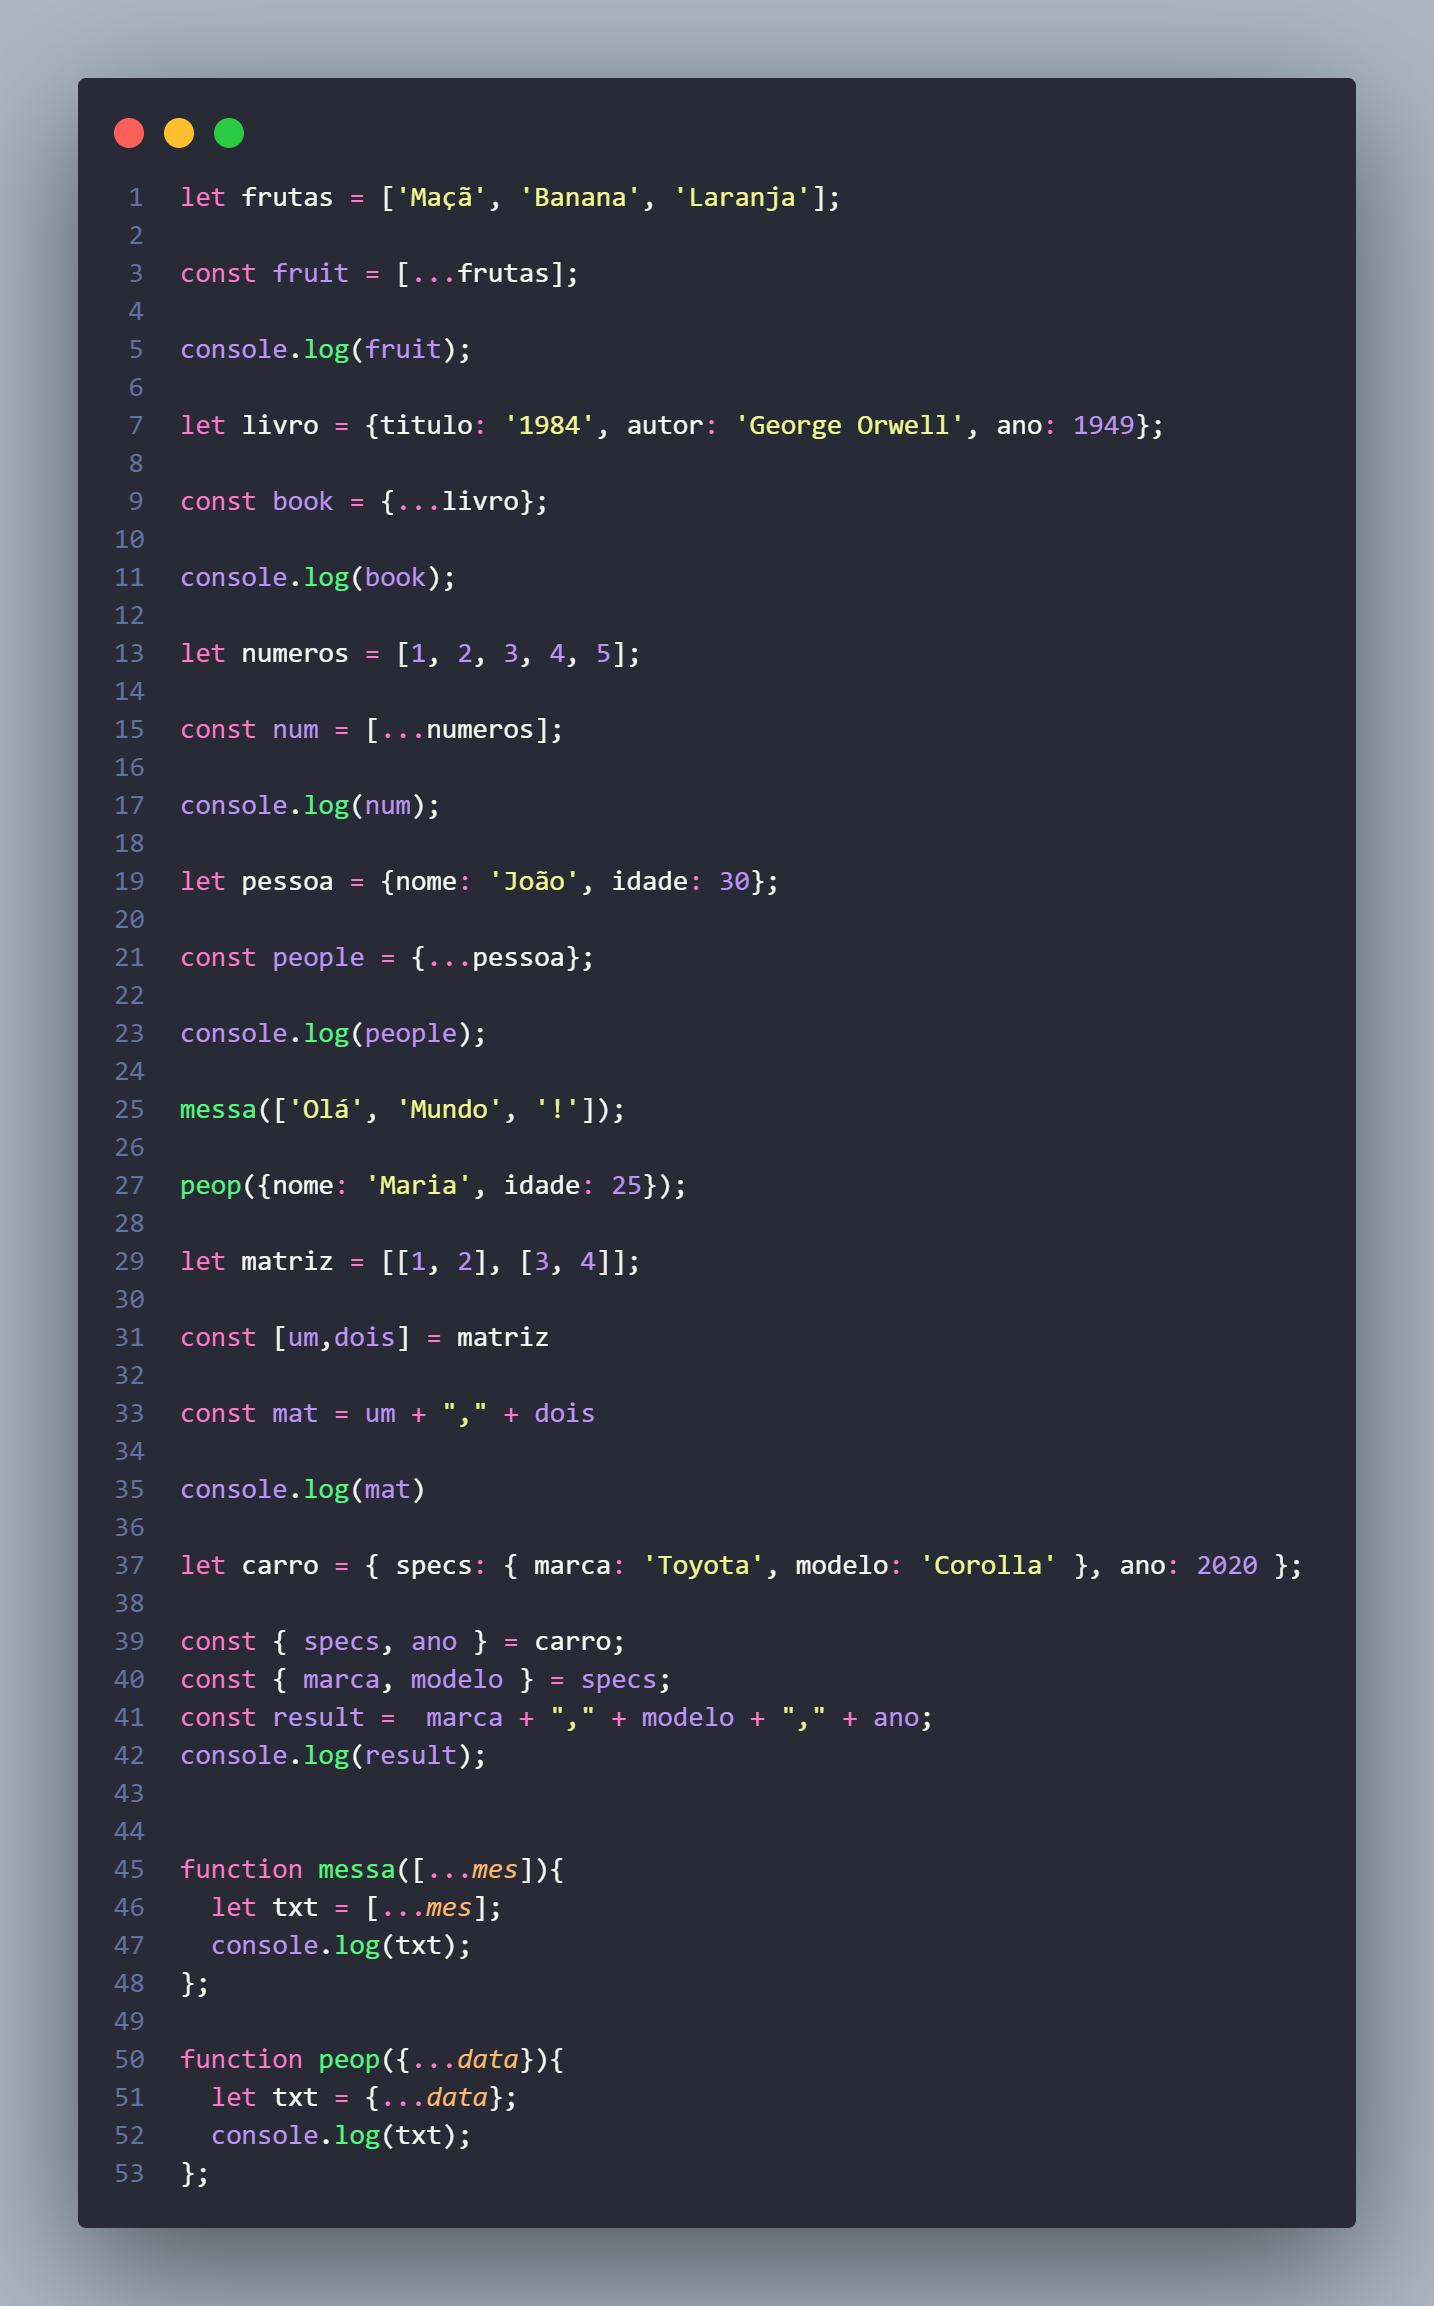 1 let frutas = ['Maçã', 'Banana', 'Laranja'];
2
3 const fruit = [...frutas];
4
5 console.log(fruit);
6
7 let livro = {titulo: '1984', autor: 'George Orwell', ano: 1949};
8
9 const book = {...livro};
10
11 console.log(book);
12
13 let numeros = [1, 2, 3, 4, 5];
14
15 const num = [...numeros];
16
17 console.log(num);
18
19 let pessoa = {nome: 'João', idade: 30};
20
21 const people = {...pessoa};
22
23 console.log(people);
24
25 messa(['Olá', 'Mundo', '!']);
26
27 peop({nome: 'Maria', idade: 25});
28
29 let matriz = [[1, 2], [3, 4]];
30
31 const [um,dois] = matriz
32
33 const mat = um + "," + dois
34
35 console.log(mat)
36
37 let carro = { specs: { marca: 'Toyota', modelo: 'Corolla' }, ano: 2020 };
38
39 const { specs, ano } = carro;
40 const { marca, modelo } = specs;
41 const result =  marca + "," + modelo + "," + ano;
42 console.log(result);
43
44
45 function messa([...mes]){
46   let txt = [...mes];
47   console.log(txt);
48 };
49
50 function peop({...data}){
51   let txt = {...data};
52   console.log(txt);
53 };